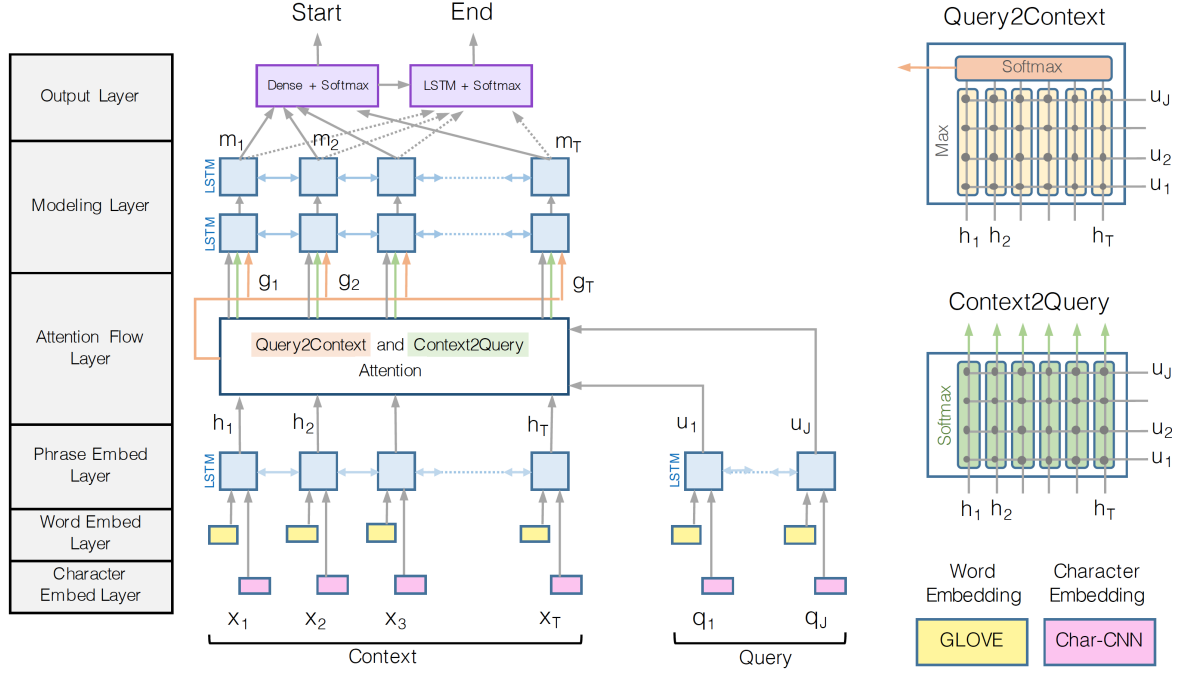 Start
End
Output Layer
Dense + Softmax
LSTM + Softmax
m1
m2
mT
Modeling Layer
LSTM
LSTM
g1
g2
gT
Attention Flow
Layer
Query2Context and Context2Query
Attention
h1
h2
hT
u1
uJ
Phrase Embed
Layer
LSTM
LSTM
Word Embed
Layer
Character
Embed Layer
x1
x2
x3
xT
q1
qJ
Context
Query
Query2Context
Softmax
Max
uJ
u2
u1
h1
h2
hT
Context2Query
Softmax
uJ
u2
u1
h1
h2
hT
Word
Embedding
GLOVE
Character
Embedding
Char-CNN